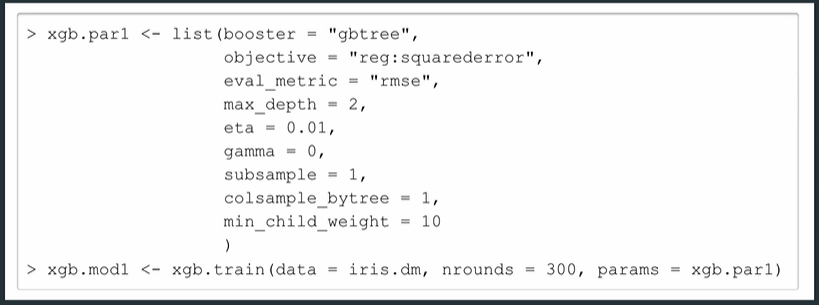 > xgb.par1 <- list(booster = "gbtree",
objective = "reg:squarederror",
eval_metric = "rmse",
max_depth = 2,
eta = 0.01,
gamma = 0,
subsample = 1,
colsample_bytree = 1,
min_child_weight = 10
)
> xgb.mod1 <- xgb.train(data = iris.dm, nrounds = 300, params = xgb.par1)